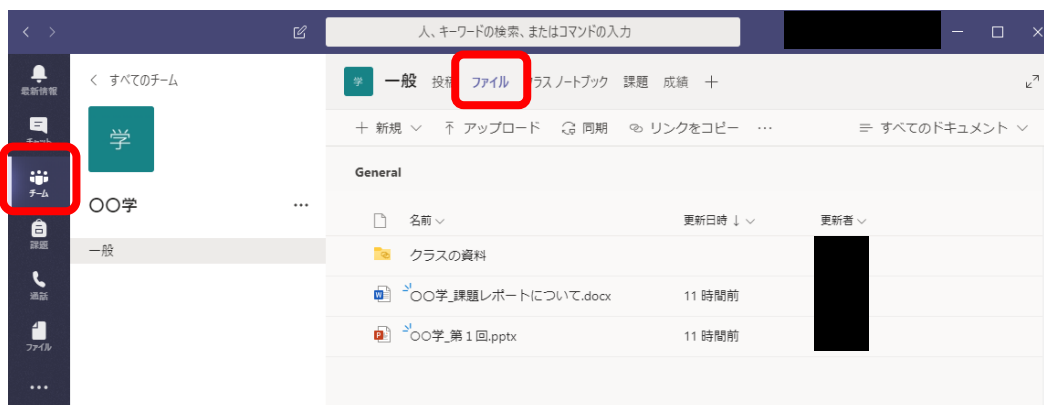 人、キーワードの検索、またはコマンドの入力
最新情報
チャット
チーム
課題
通話
ファイル
すべてのチーム
学
〇〇学
一般
学 一般 投稿 ファイル クラス ノートブック 課題 成績
新規 アップロード 同期 リンクをコピー すべてのドキュメント
General
名前 更新日時 更新者
クラスの資料
〇〇学_課題レポートについて.docx 11 時間前
〇〇学_第1回.pptx 11 時間前